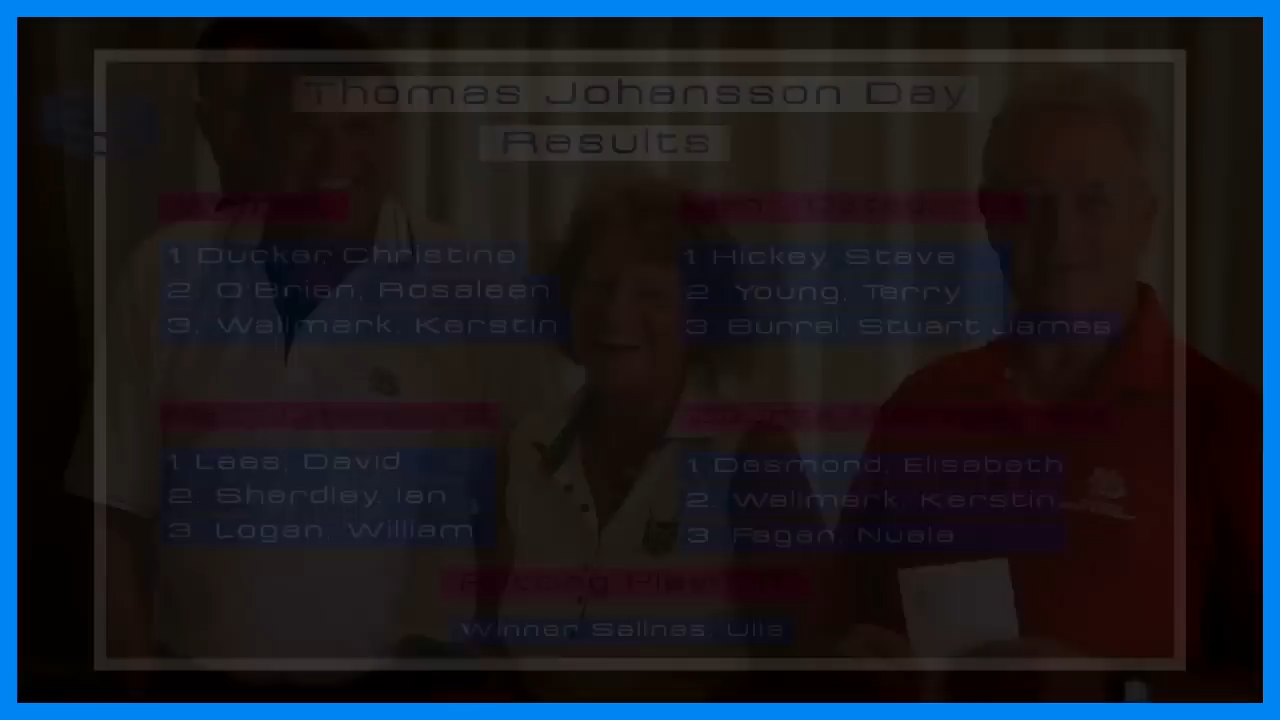 Thomas Johansson Day
Results
1 Ducker, Christine
2. O'Brien, Rosaleen
3. Wallmark, Kerstin
1 Hickey, Steve
2 Young, Terry
3 Burral, Stuart James
1 Lees, David
2. Shardley, Ian
3. Logan, William
1 Desmond, Elisabeth
2. Wallmark, Kerstin
3 Fagan, Nuala
Winner Salinas, Ulla